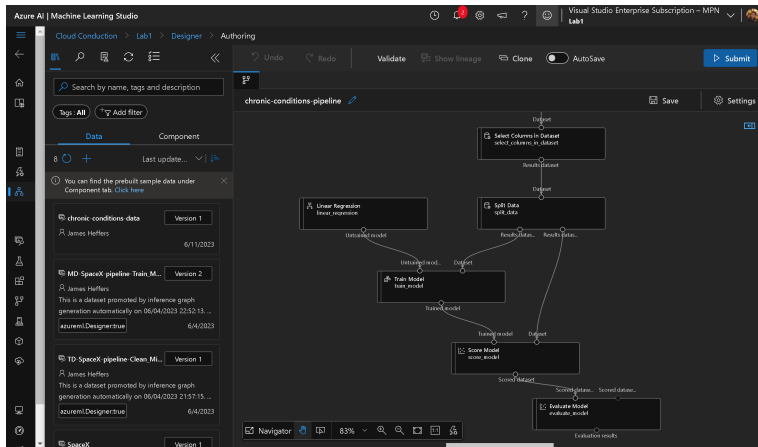 Azure AI | Machine Learning Studio
2
Visual Studio Enterprise Subscription – MPN
Lab1
Cloud Conduction > Lab1 > Designer > Authoring
Undo
Redo
Validate
Show lineage
Clone
AutoSave
Submit
Search by name, tags and description
Tags : All
Add filter
Data
Component
8
Last update...
You can find the prebuilt sample data under
Component tab. Click here
chronic-conditions-data
Version 1
James Heffers
6/11/2023
MD-SpaceX-pipeline-Train_M...
Version 2
James Heffers
This is a dataset promoted by inference graph
generation automatically on 06/04/2023 22:52:13. ...
azureml.Designer:true
6/4/2023
TD-SpaceX-pipeline-Clean_Mi...
Version 1
James Heffers
This is a dataset promoted by inference graph
generation automatically on 06/04/2023 21:57:15. ...
azureml.Designer:true
6/4/2023
SpaceX
Version 1
chronic-conditions-pipeline
Save
Settings
Dataset
Select Columns in Dataset
select_columns_in_dataset
Results dataset
Dataset
Linear Regression
linear_regression
Untrained model
Split Data
split_data
Results datas...
Results datas...
Untrained mod...
Dataset
Train Model
train_model
Trained model
Trained model
Dataset
Score Model
score_model
Scored dataset
Scored datase...
Scored datase...
Evaluate Model
evaluate_model
Evaluation results
Navigator
83%
1:1